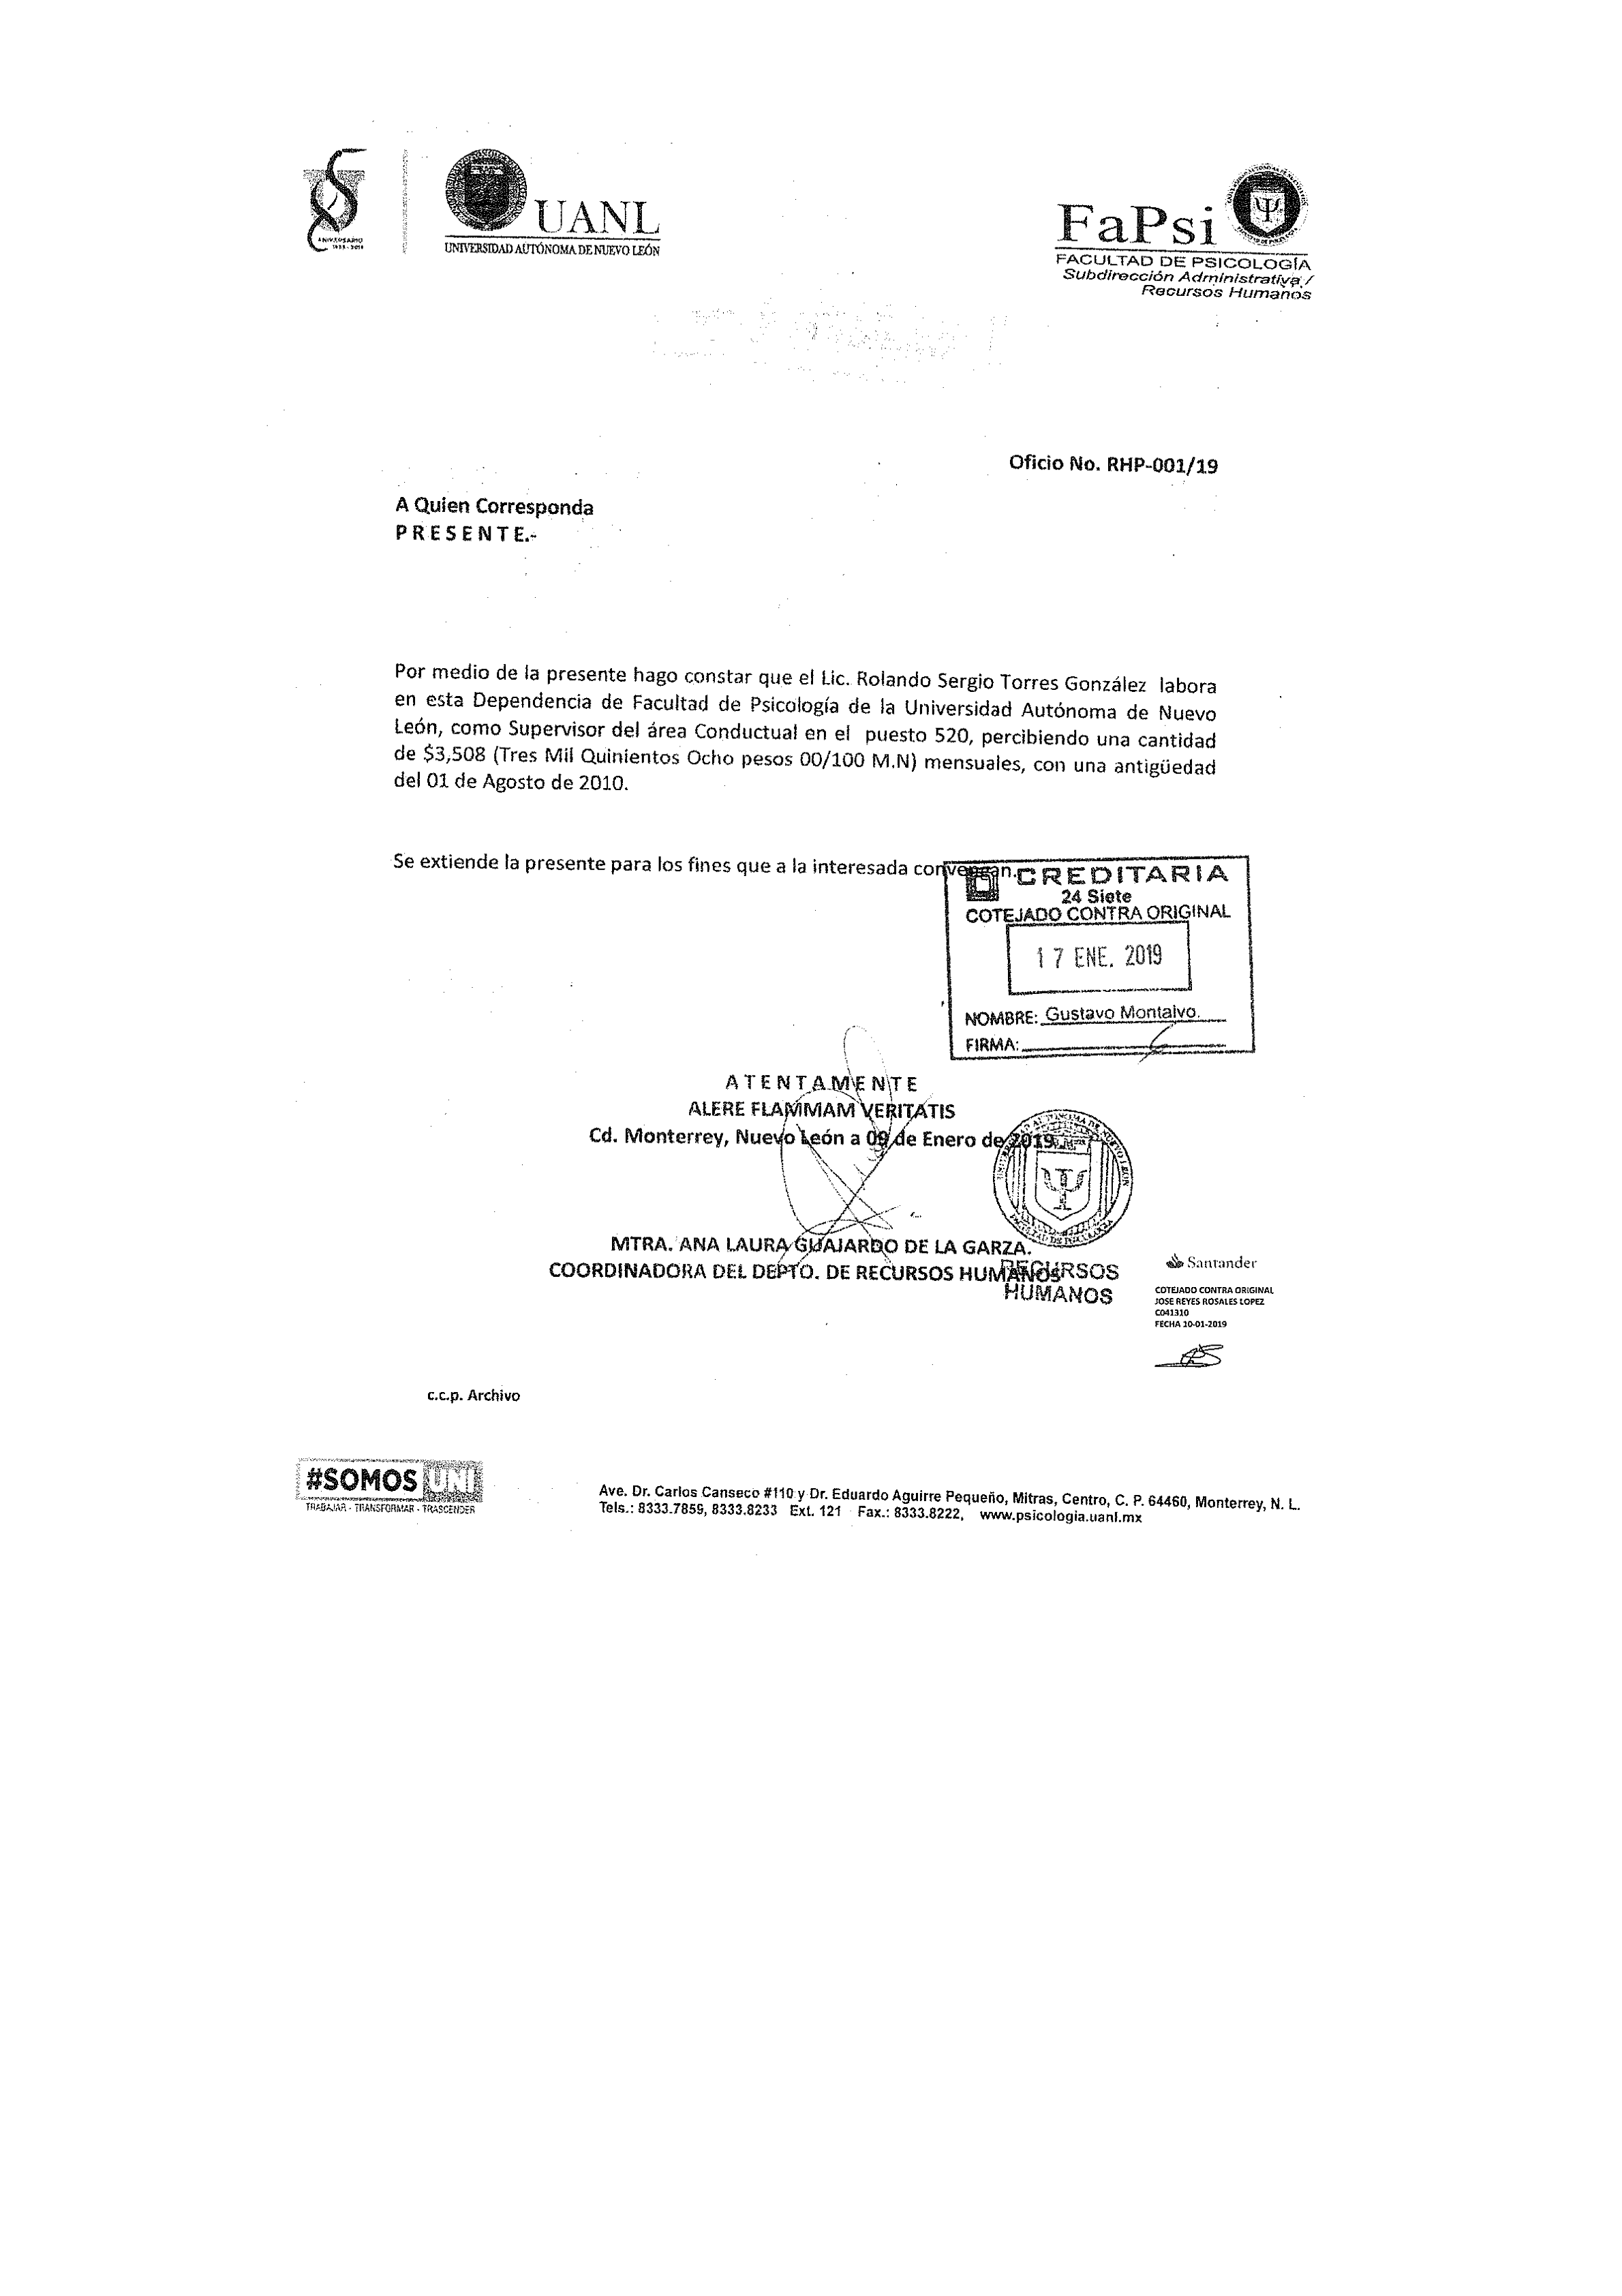 ANIVERSARIO
UANL
UNIVERSIDAD AUTÓNOMA DE NUEVO LEÓN
FaPsi
FACULTAD DE PSICOLOGÍA
Subdirección Administrativa /
Recursos Humanos
Oficio No. RHP-001/19
A Quien Corresponda
P R E S E N T E.-
Por medio de la presente hago constar que el Lic. Rolando Sergio Torres González labora
en esta Dependencia de Facultad de Psicología de la Universidad Autónoma de Nuevo
León, como Supervisor del área Conductual en el puesto 520, percibiendo una cantidad
de $3,508 (Tres Mil Quinientos Ocho pesos 00/100 M.N) mensuales, con una antigüedad
del 01 de Agosto de 2010.
Se extiende la presente para los fines que a la interesada convengan.
CREDITARIA
24 Siete
COTEJADO CONTRA ORIGINAL
17 ENE. 2019
NOMBRE: Gustavo Montalvo.
FIRMA:
A T E N T A M E N T E
ALERE FLAMMAM VERITATIS
Cd. Monterrey, Nuevo León a 09 de Enero de 2019.
MTRA. ANA LAURA GUAJARDO DE LA GARZA.
COORDINADORA DEL DEPTO. DE RECURSOS HUMANOS
RECURSOS
HUMANOS
Santander
COTEJADO CONTRA ORIGINAL
JOSE REYES ROSALES LOPEZ
C041310
FECHA 10-01-2019
c.c.p. Archivo
#SOMOSUNI
TRABAJAR - TRANSFORMAR - TRASCENDER
Ave. Dr. Carlos Canseco #110 y Dr. Eduardo Aguirre Pequeño, Mitras, Centro, C. P. 64460, Monterrey, N. L.
Tels.: 8333.7859, 8333.8233 Ext. 121 Fax.: 8333.8222, www.psicologia.uanl.mx